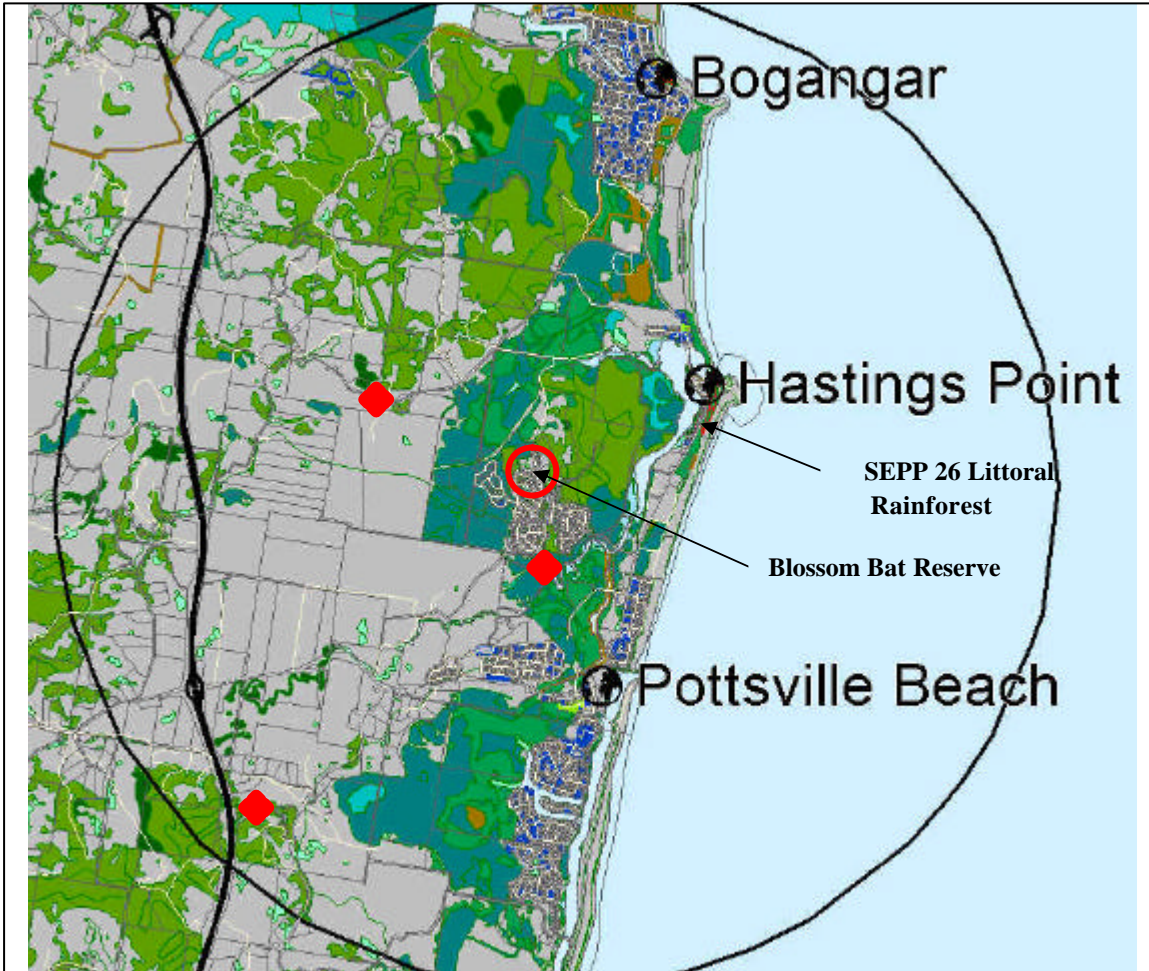 Bogangar
Hastings Point
SEPP 26 Littoral
Rainforest
Blossom Bat Reserve
Pottsville Beach